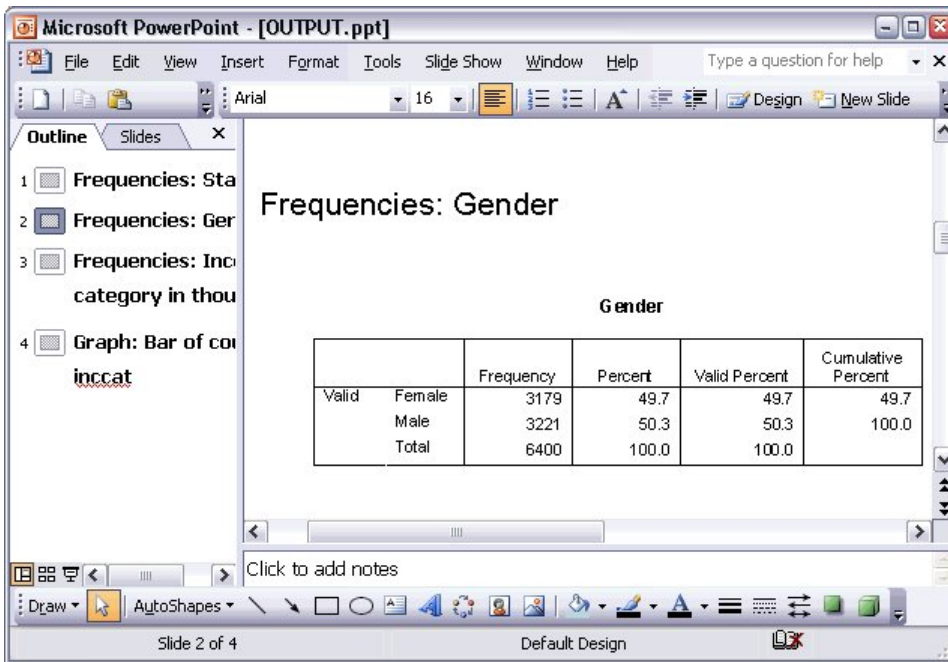 Microsoft PowerPoint - [OUTPUT.ppt]
File Edit View Insert Format Tools Slide Show Window Help Type a question for help
Arial 16 Design New Slide
Outline Slides
1 Frequencies: Sta
2 Frequencies: Ger
3 Frequencies: Inc
category in thou
4 Graph: Bar of cou
inccat
Frequencies: Gender
Gender
Frequency Percent Valid Percent Cumulative Percent
Valid Female 3179 49.7 49.7 49.7
Male 3221 50.3 50.3 100.0
Total 6400 100.0 100.0
Click to add notes
Draw AutoShapes
Slide 2 of 4 Default Design